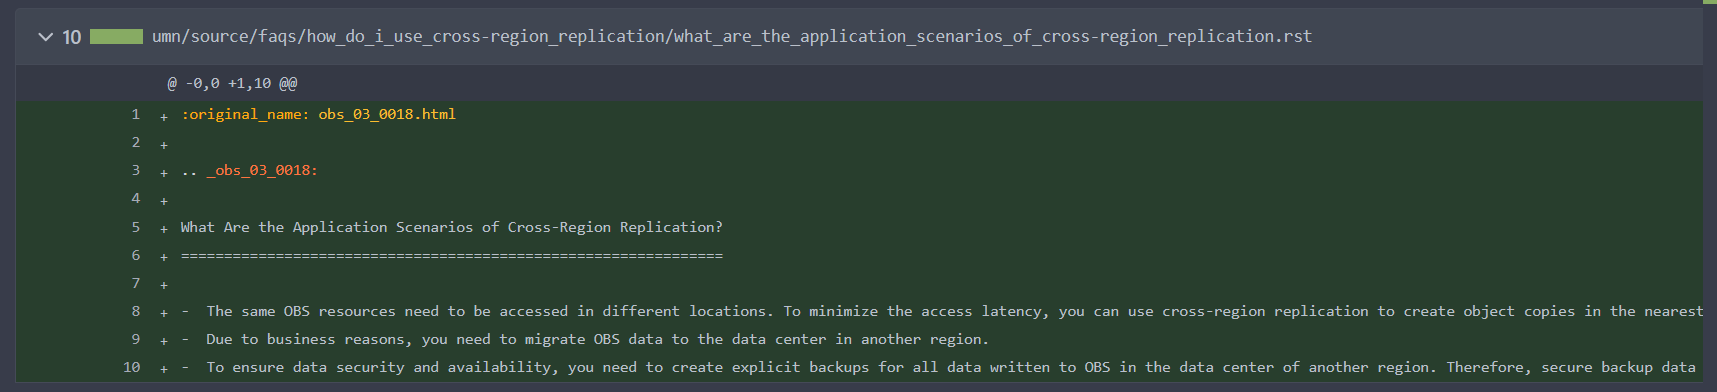 10 umn/source/faqs/how_do_i_use_cross-region_replication/what_are_the_application_scenarios_of_cross-region_replication.rst
@ -0,0 +1,10 @@
1 + :original_name: obs_03_0018.html
2 +
3 + .. _obs_03_0018:
4 +
5 + What Are the Application Scenarios of Cross-Region Replication?
6 + ===============================================================
7 +
8 + - The same OBS resources need to be accessed in different locations. To minimize the access latency, you can use cross-region replication to create object copies in the nearest
9 + - Due to business reasons, you need to migrate OBS data to the data center in another region.
10 + - To ensure data security and availability, you need to create explicit backups for all data written to OBS in the data center of another region. Therefore, secure backup data